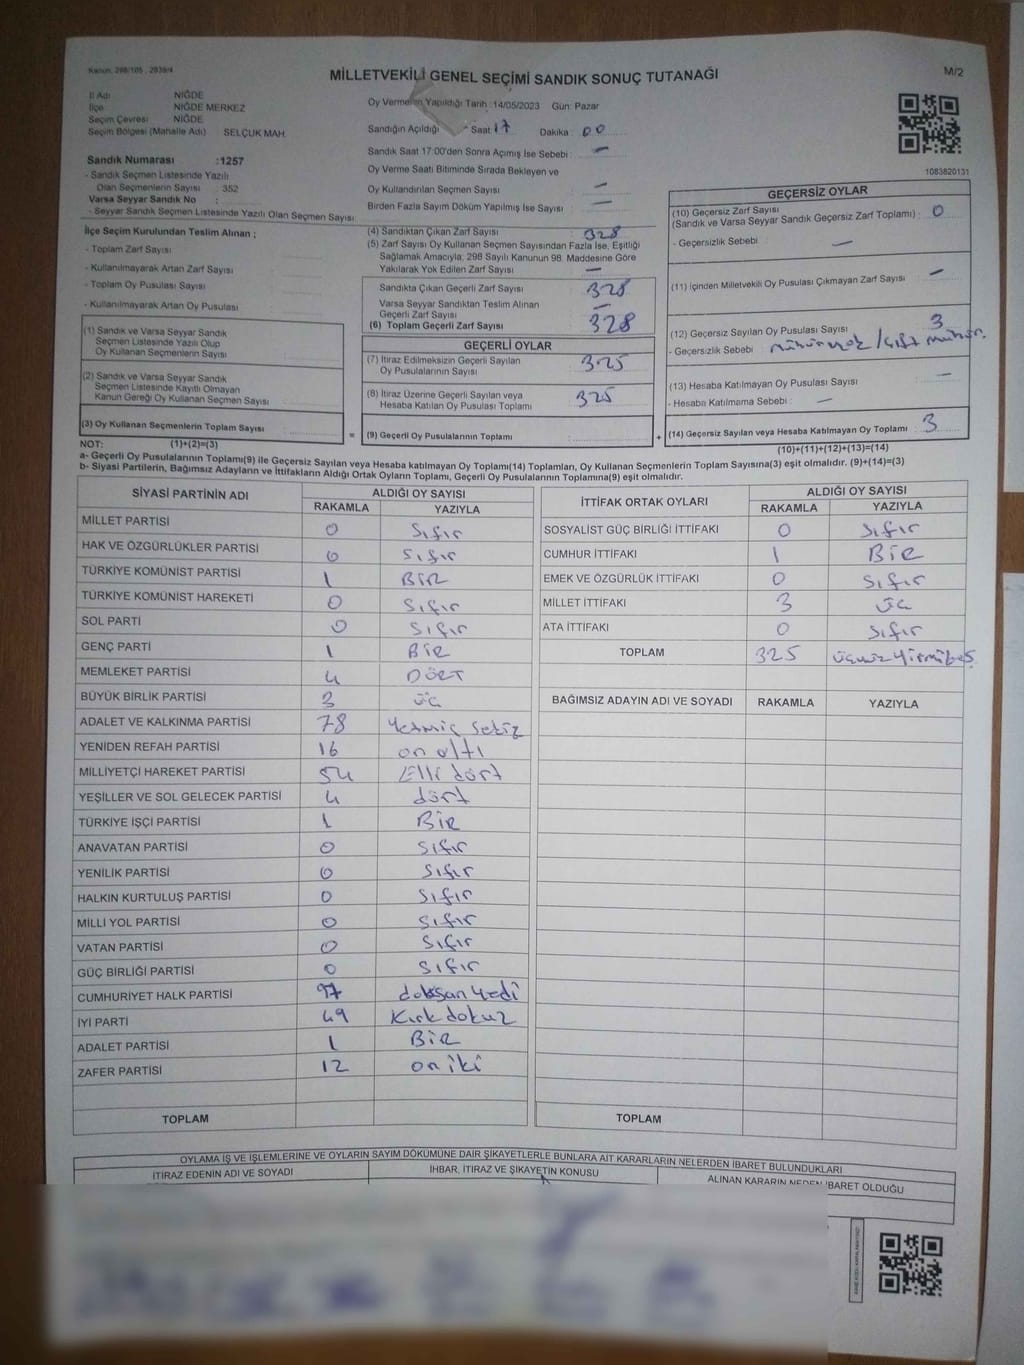 Kanun: 298/105 , 2839/4
MİLLETVEKİLİ GENEL SEÇİMİ SANDIK SONUÇ TUTANAĞI
M/2
İl Adı NİĞDE
İlçe NİĞDE MERKEZ
Seçim Çevresi NİĞDE
Seçim Bölgesi (Mahalle Adı) SELÇUK MAH.
Sandık Numarası :1257
- Sandık Seçmen Listesinde Yazılı
Olan Seçmenlerin Sayısı : 352
Varsa Seyyar Sandık No :
- Seyyar Sandık Seçmen Listesinde Yazılı Olan Seçmen Sayısı
Oy Vermenin Yapıldığı Tarih :14/05/2023 Gün: Pazar
Sandığın Açıldığı - Saat 17 Dakika : 00
Sandık Saat 17:00'den Sonra Açımış İse Sebebi : —
Oy Verme Saati Bitiminde Sırada Bekleyen ve
Oy Kullandırılan Seçmen Sayısı —
Birden Fazla Sayım Döküm Yapılmış İse Sayısı : —
1083820131
İlçe Seçim Kurulundan Teslim Alınan ;
- Toplam Zarf Sayısı
- Kullanılmayarak Artan Zarf Sayısı
- Toplam Oy Pusulası Sayısı
- Kullanılmayarak Artan Oy Pusulası
(1) Sandık ve Varsa Seyyar Sandık
Seçmen Listesinde Yazılı Olup
Oy Kullanan Seçmenlerin Sayısı
(2) Sandık ve Varsa Seyyar Sandık
Seçmen Listesinde Kayıtlı Olmayan
Kanun Gereği Oy Kullanan Seçmen Sayısı
(3) Oy Kullanan Seçmenlerin Toplam Sayısı
(4) Sandıktan Çıkan Zarf Sayısı : 328
(5) Zarf Sayısı Oy Kullanan Seçmen Sayısından Fazla İse, Eşitliği
Sağlamak Amacıyla; 298 Sayılı Kanunun 98. Maddesine Göre
Yakılarak Yok Edilen Zarf Sayısı —
Sandıkta Çıkan Geçerli Zarf Sayısı 328
Varsa Seyyar Sandıktan Teslim Alınan
Geçerli Zarf Sayısı —
(6) Toplam Geçerli Zarf Sayısı 328
GEÇERLİ OYLAR
(7) İtiraz Edilmeksizin Geçerli Sayılan
Oy Pusulalarının Sayısı 325
(8) İtiraz Üzerine Geçerli Sayılan veya
Hesaba Katılan Oy Pusulası Toplamı 325
= (9) Geçerli Oy Pusulalarının Toplamı
GEÇERSİZ OYLAR
(10) Geçersiz Zarf Sayısı
(Sandık ve Varsa Seyyar Sandık Geçersiz Zarf Toplamı) : 0
- Geçersizlik Sebebi : —
(11) İçinden Milletvekili Oy Pusulası Çıkmayan Zarf Sayısı —
(12) Geçersiz Sayılan Oy Pusulası Sayısı 3
- Geçersizlik Sebebi mühür yok / çift mühür.
(13) Hesaba Katılmayan Oy Pusulası Sayısı —
- Hesaba Katılmama Sebebi : —
+ (14) Geçersiz Sayılan veya Hesaba Katılmayan Oy Toplamı 3
NOT: (1)+(2)=(3)
(10)+(11)+(12)+(13)=(14)
a- Geçerli Oy Pusulalarının Toplamı(9) ile Geçersiz Sayılan veya Hesaba katılmayan Oy Toplamı(14) Toplamları, Oy Kullanan Seçmenlerin Toplam Sayısına(3) eşit olmalıdır. (9)+(14)=(3)
b- Siyasi Partilerin, Bağımsız Adayların ve İttifakların Aldığı Ortak Oyların Toplamı, Geçerli Oy Pusulalarının Toplamına(9) eşit olmalıdır.
SİYASİ PARTİNİN ADI ALDIĞI OY SAYISI
RAKAMLA YAZIYLA
MİLLET PARTİSİ 0 Sıfır
HAK VE ÖZGÜRLÜKLER PARTİSİ 0 Sıfır
TÜRKİYE KOMÜNİST PARTİSİ 1 BİR
TÜRKİYE KOMÜNİST HAREKETİ 0 Sıfır
SOL PARTİ 0 Sıfır
GENÇ PARTİ 1 BİR
MEMLEKET PARTİSİ 4 DÖRT
BÜYÜK BİRLİK PARTİSİ 3 üç
ADALET VE KALKINMA PARTİSİ 78 Yetmiş Sekiz
YENİDEN REFAH PARTİSİ 16 on altı
MİLLİYETÇİ HAREKET PARTİSİ 54 Elli dört
YEŞİLLER VE SOL GELECEK PARTİSİ 4 dört
TÜRKİYE İŞÇİ PARTİSİ 1 BİR
ANAVATAN PARTİSİ 0 Sıfır
YENİLİK PARTİSİ 0 Sıfır
HALKIN KURTULUŞ PARTİSİ 0 Sıfır
MİLLİ YOL PARTİSİ 0 Sıfır
VATAN PARTİSİ 0 Sıfır
GÜÇ BİRLİĞİ PARTİSİ 0 Sıfır
CUMHURİYET HALK PARTİSİ 97 doksan yedi
İYİ PARTİ 49 Kırk dokuz
ADALET PARTİSİ 1 BİR
ZAFER PARTİSİ 12 on iki
TOPLAM
İTTİFAK ORTAK OYLARI ALDIĞI OY SAYISI
RAKAMLA YAZIYLA
SOSYALİST GÜÇ BİRLİĞİ İTTİFAKI 0 Sıfır
CUMHUR İTTİFAKI 1 BİR
EMEK VE ÖZGÜRLÜK İTTİFAKI 0 Sıfır
MİLLET İTTİFAKI 3 üç
ATA İTTİFAKI 0 Sıfır
TOPLAM 325 üçyüz yirmi beş
BAĞIMSIZ ADAYIN ADI VE SOYADI RAKAMLA YAZIYLA
TOPLAM
OYLAMA İŞ VE İŞLEMLERİNE VE OYLARIN SAYIM DÖKÜMÜNE DAİR ŞİKAYETLERLE BUNLARA AİT KARARLARIN NELERDEN İBARET BULUNDUKLARI
İTİRAZ EDENİN ADI VE SOYADI İHBAR, İTİRAZ VE ŞİKAYETİN KONUSU ALINAN KARARIN NEDEN İBARET OLDUĞU